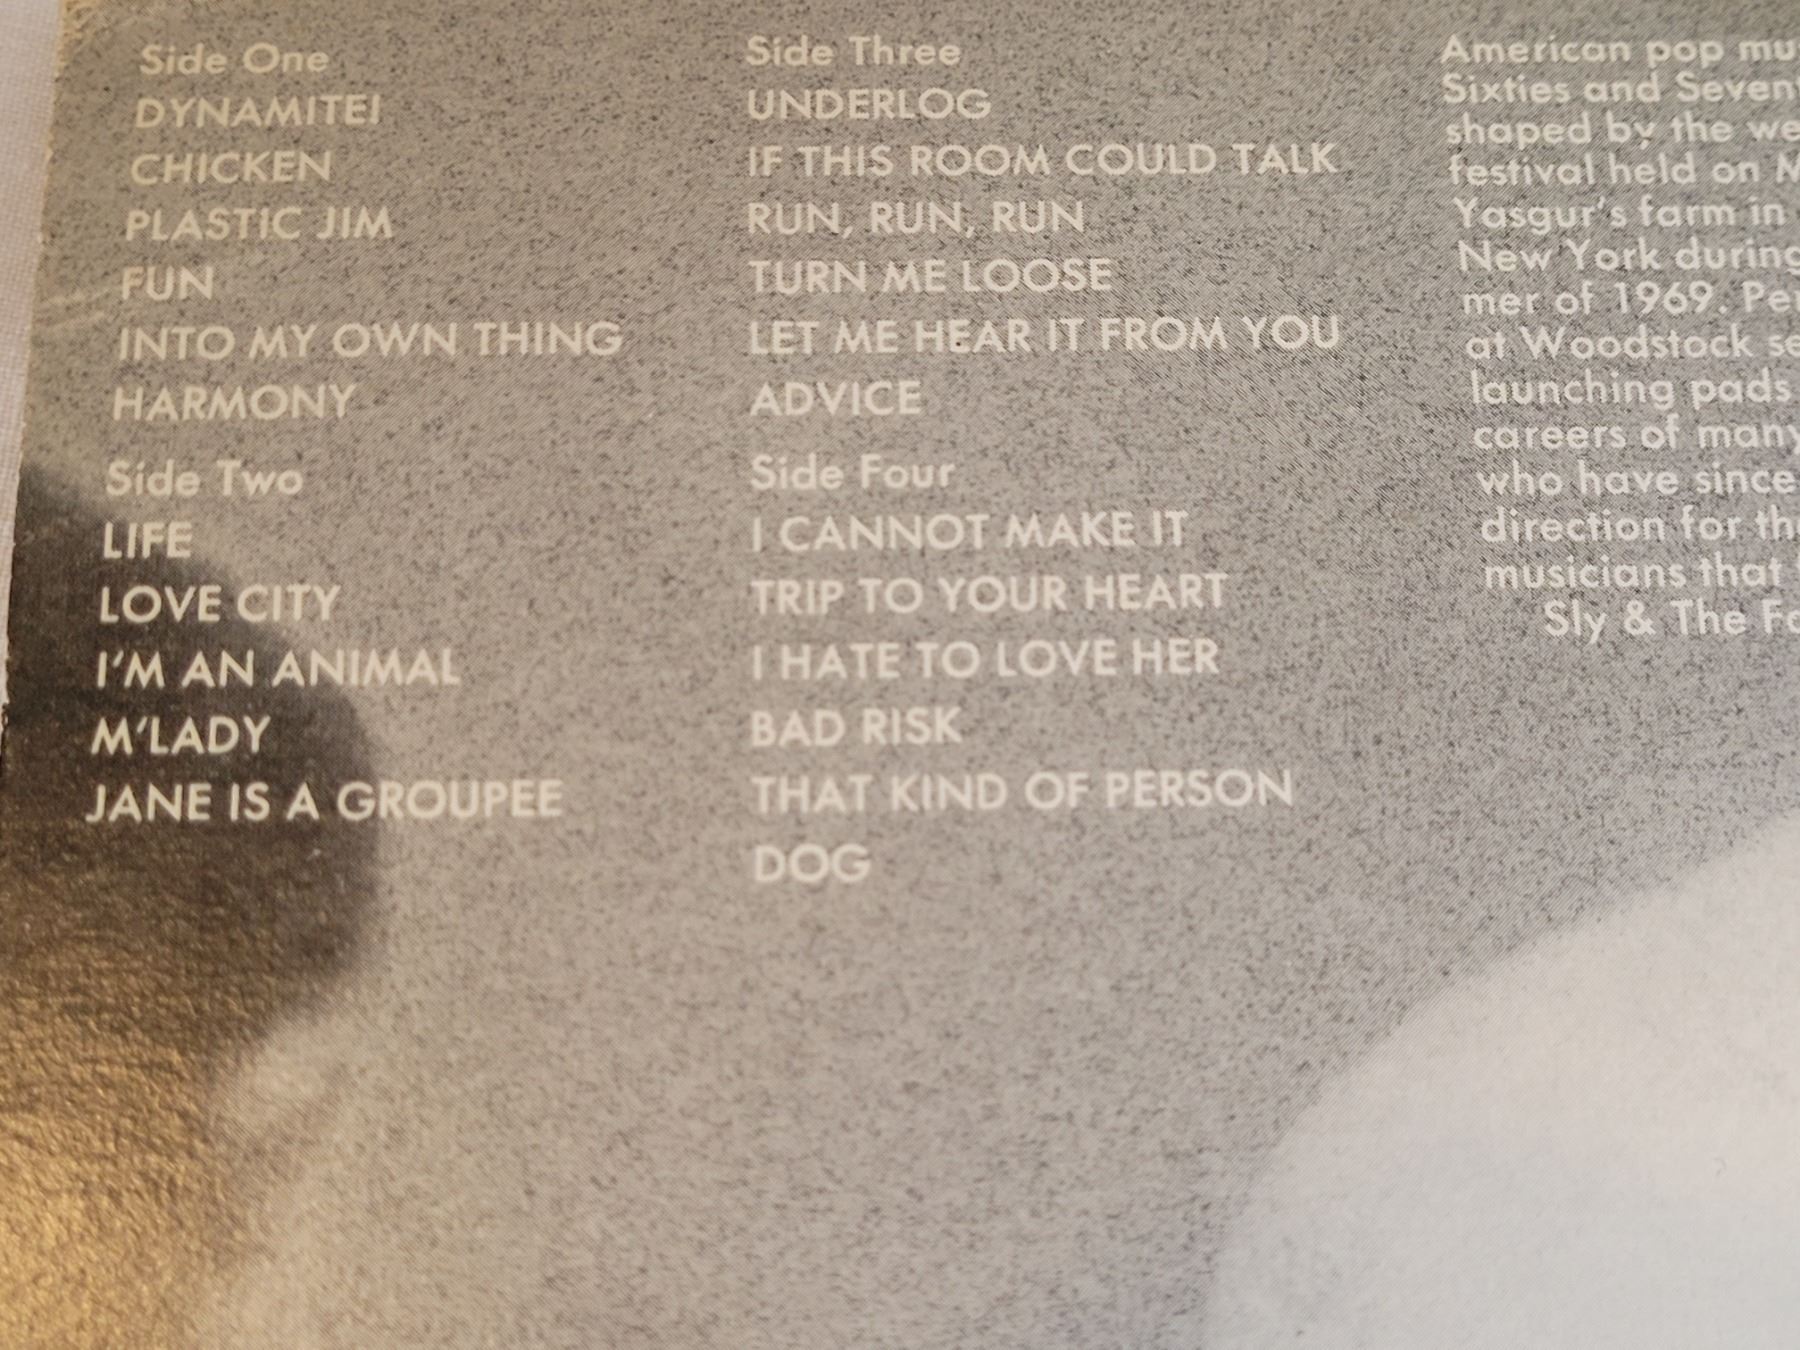 Side One
DYNAMITE!
CHICKEN
PLASTIC JIM
FUN
INTO MY OWN THING
HARMONY
Side Two
LIFE
LOVE CITY
I'M AN ANIMAL
M'LADY
JANE IS A GROUPEE
Side Three
UNDERLOG
IF THIS ROOM COULD TALK
RUN, RUN, RUN
TURN ME LOOSE
LET ME HEAR IT FROM YOU
ADVICE
Side Four
I CANNOT MAKE IT
TRIP TO YOUR HEART
I HATE TO LOVE HER
BAD RISK
THAT KIND OF PERSON
DOG
American pop
Sixties and
shaped by the
festival held on
Yasgur's farm in
New York during
mer of 1969.
at Woodstock
launching pads
careers of many
who have since
direction for
musicians that
Sly & The